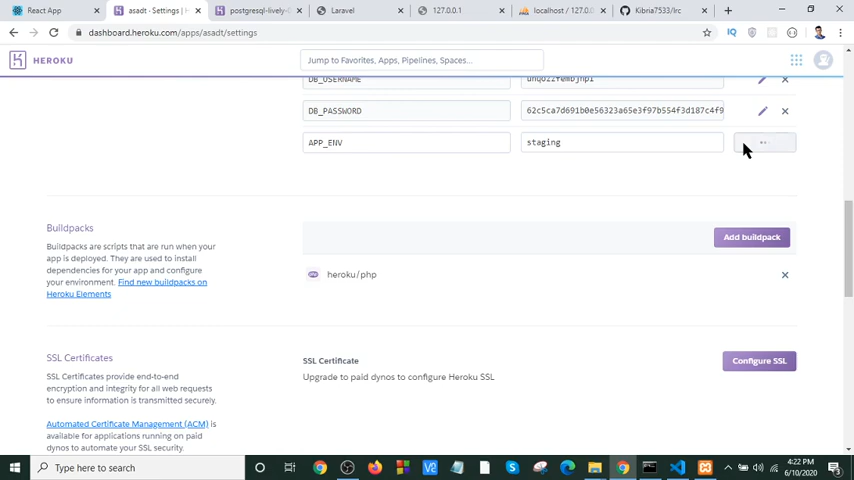 React App
asadt · Settings | H
postgresql-lively-
Laravel
127.0.0.1
localhost / 127.0.
Kibria7533/lrc
dashboard.heroku.com/apps/asadt/settings
HEROKU
Jump to Favorites, Apps, Pipelines, Spaces...
DB_USERNAME
unqozzfembjhpi
DB_PASSWORD
62c5ca7d691b0e56323a65e3f97b554f3d187c4f9
APP_ENV
staging
Buildpacks
Buildpacks are scripts that are run when your
app is deployed. They are used to install
dependencies for your app and configure
your environment. Find new buildpacks on
Heroku Elements
Add buildpack
heroku/php
SSL Certificates
SSL Certificates provide end-to-end
encryption and integrity for all web requests
to ensure information is transmitted securely.
Automated Certificate Management (ACM) is
available for applications running on paid
dynos to automate your SSL security.
SSL Certificate
Upgrade to paid dynos to configure Heroku SSL
Configure SSL
Type here to search
4:22 PM
6/10/2020